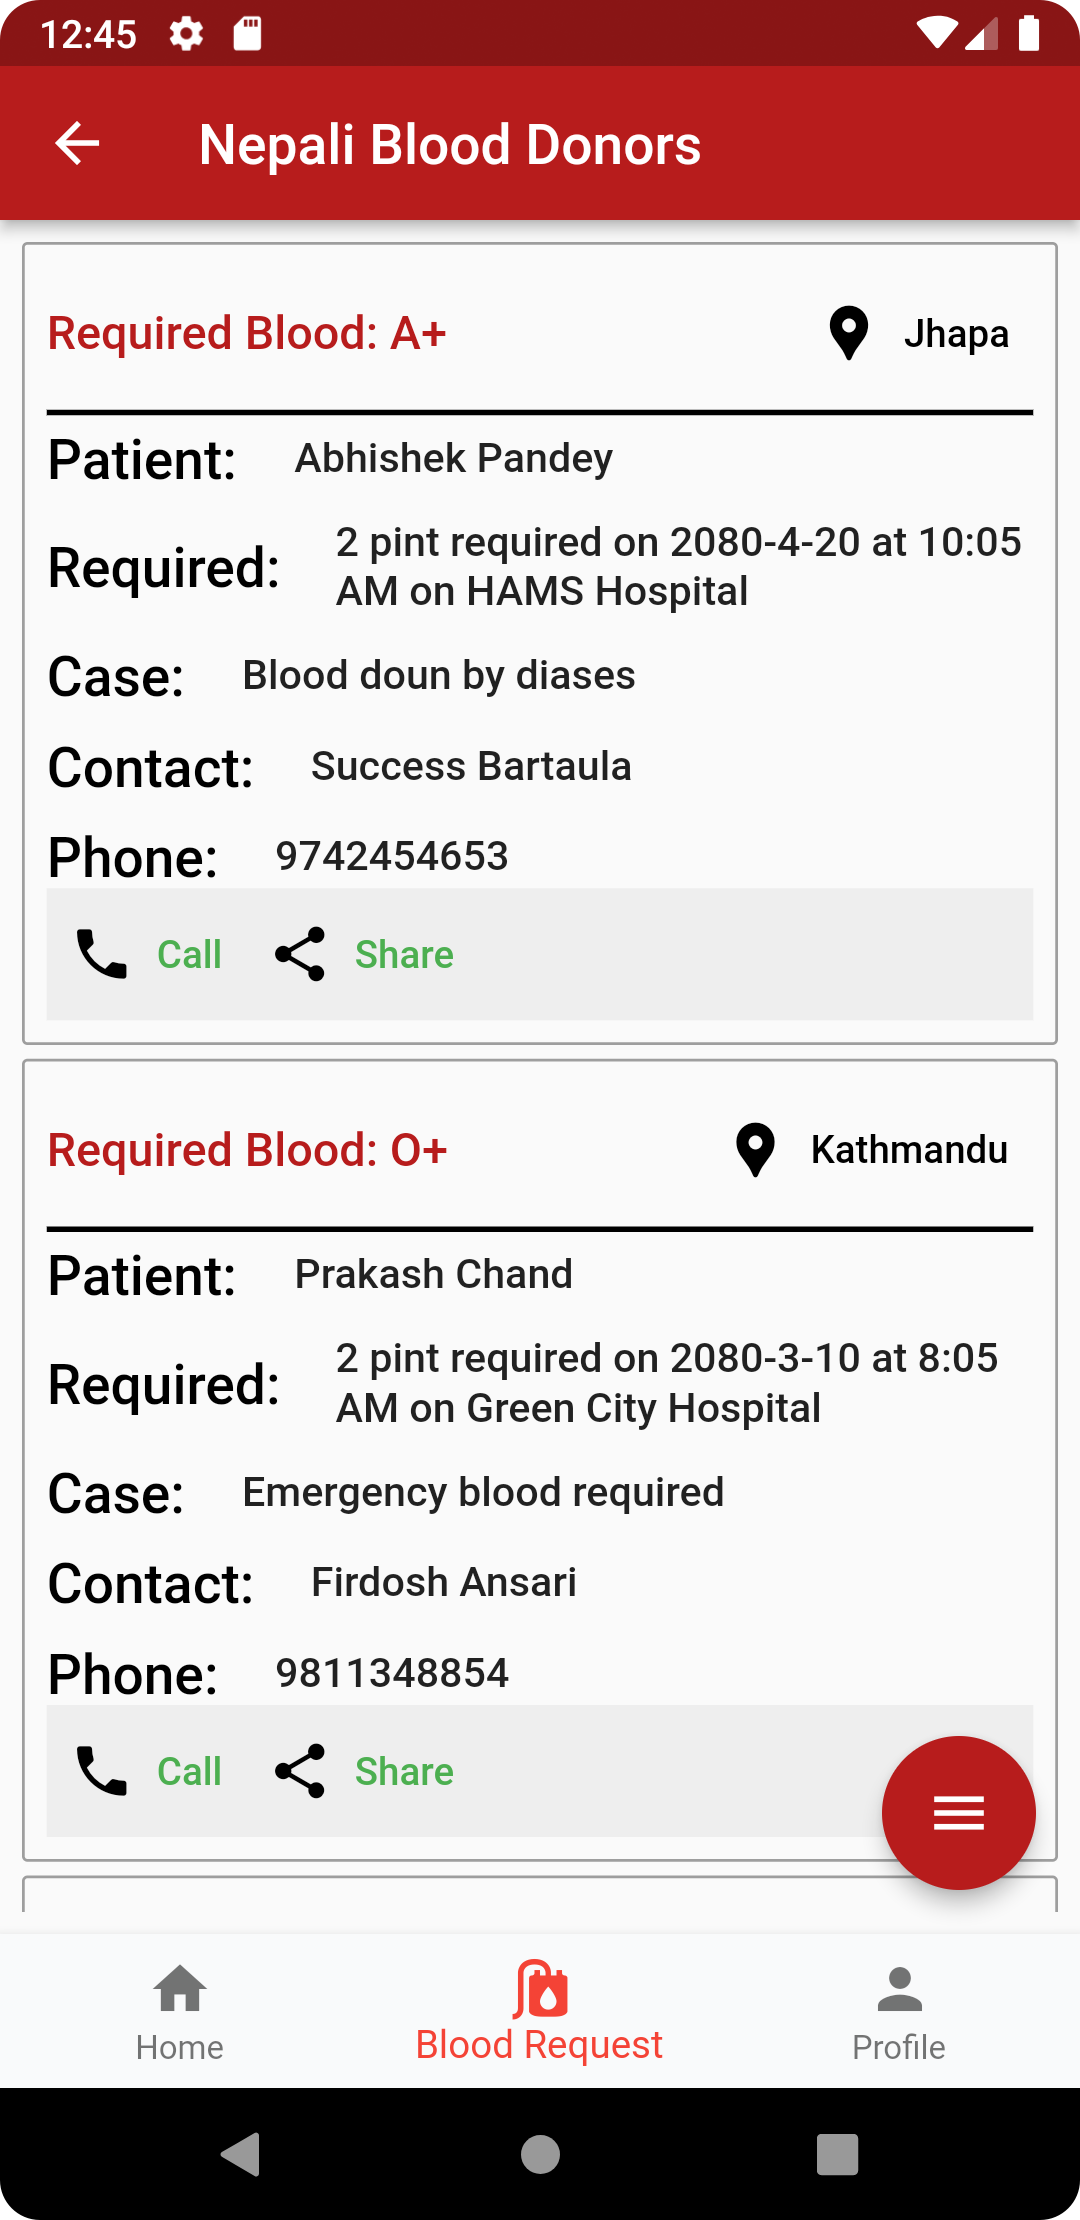 12:45
Nepali Blood Donors
Required Blood: A+
Jhapa
Patient: Abhishek Pandey
Required: 2 pint required on 2080-4-20 at 10:05
AM on HAMS Hospital
Case: Blood doun by diases
Contact: Success Bartaula
Phone: 9742454653
Call Share
Required Blood: O+
Kathmandu
Patient: Prakash Chand
Required: 2 pint required on 2080-3-10 at 8:05
AM on Green City Hospital
Case: Emergency blood required
Contact: Firdosh Ansari
Phone: 9811348854
Call Share
Home Blood Request Profile